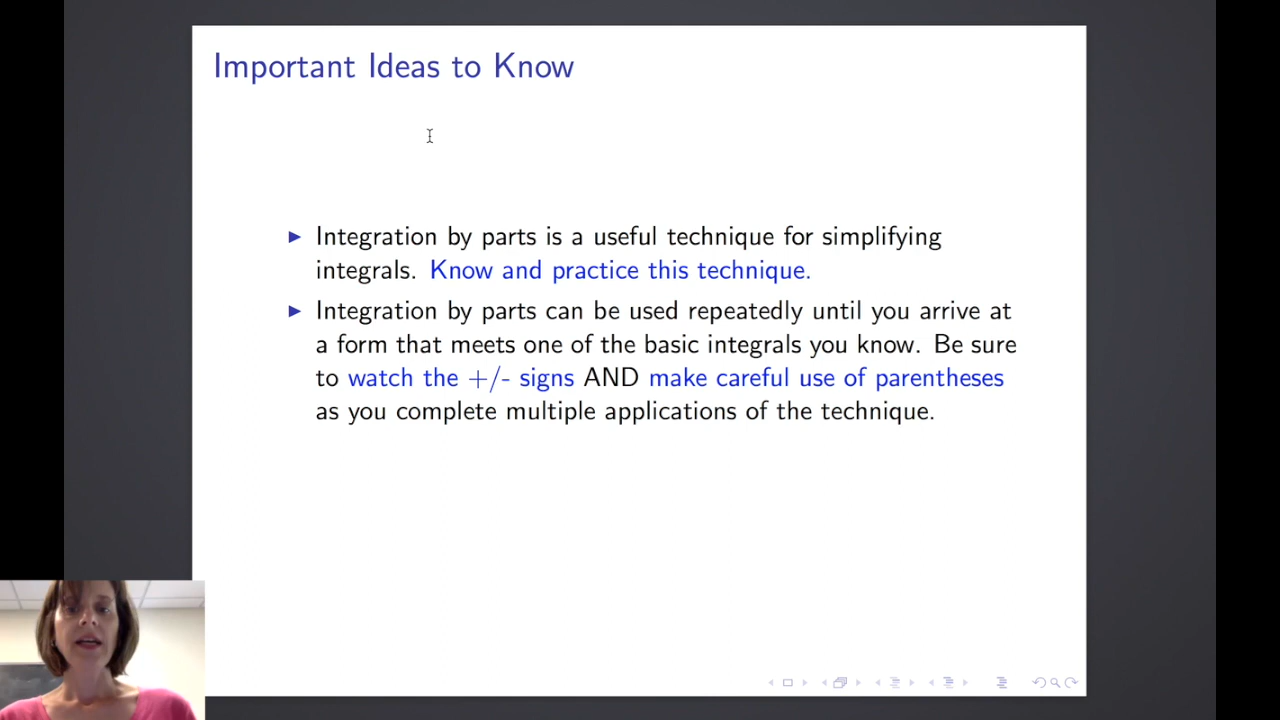 Important Ideas to Know
Integration by parts is a useful technique for simplifying
integrals. Know and practice this technique.
Integration by parts can be used repeatedly until you arrive at
a form that meets one of the basic integrals you know. Be sure
to watch the +/- signs AND make careful use of parentheses
as you complete multiple applications of the technique.